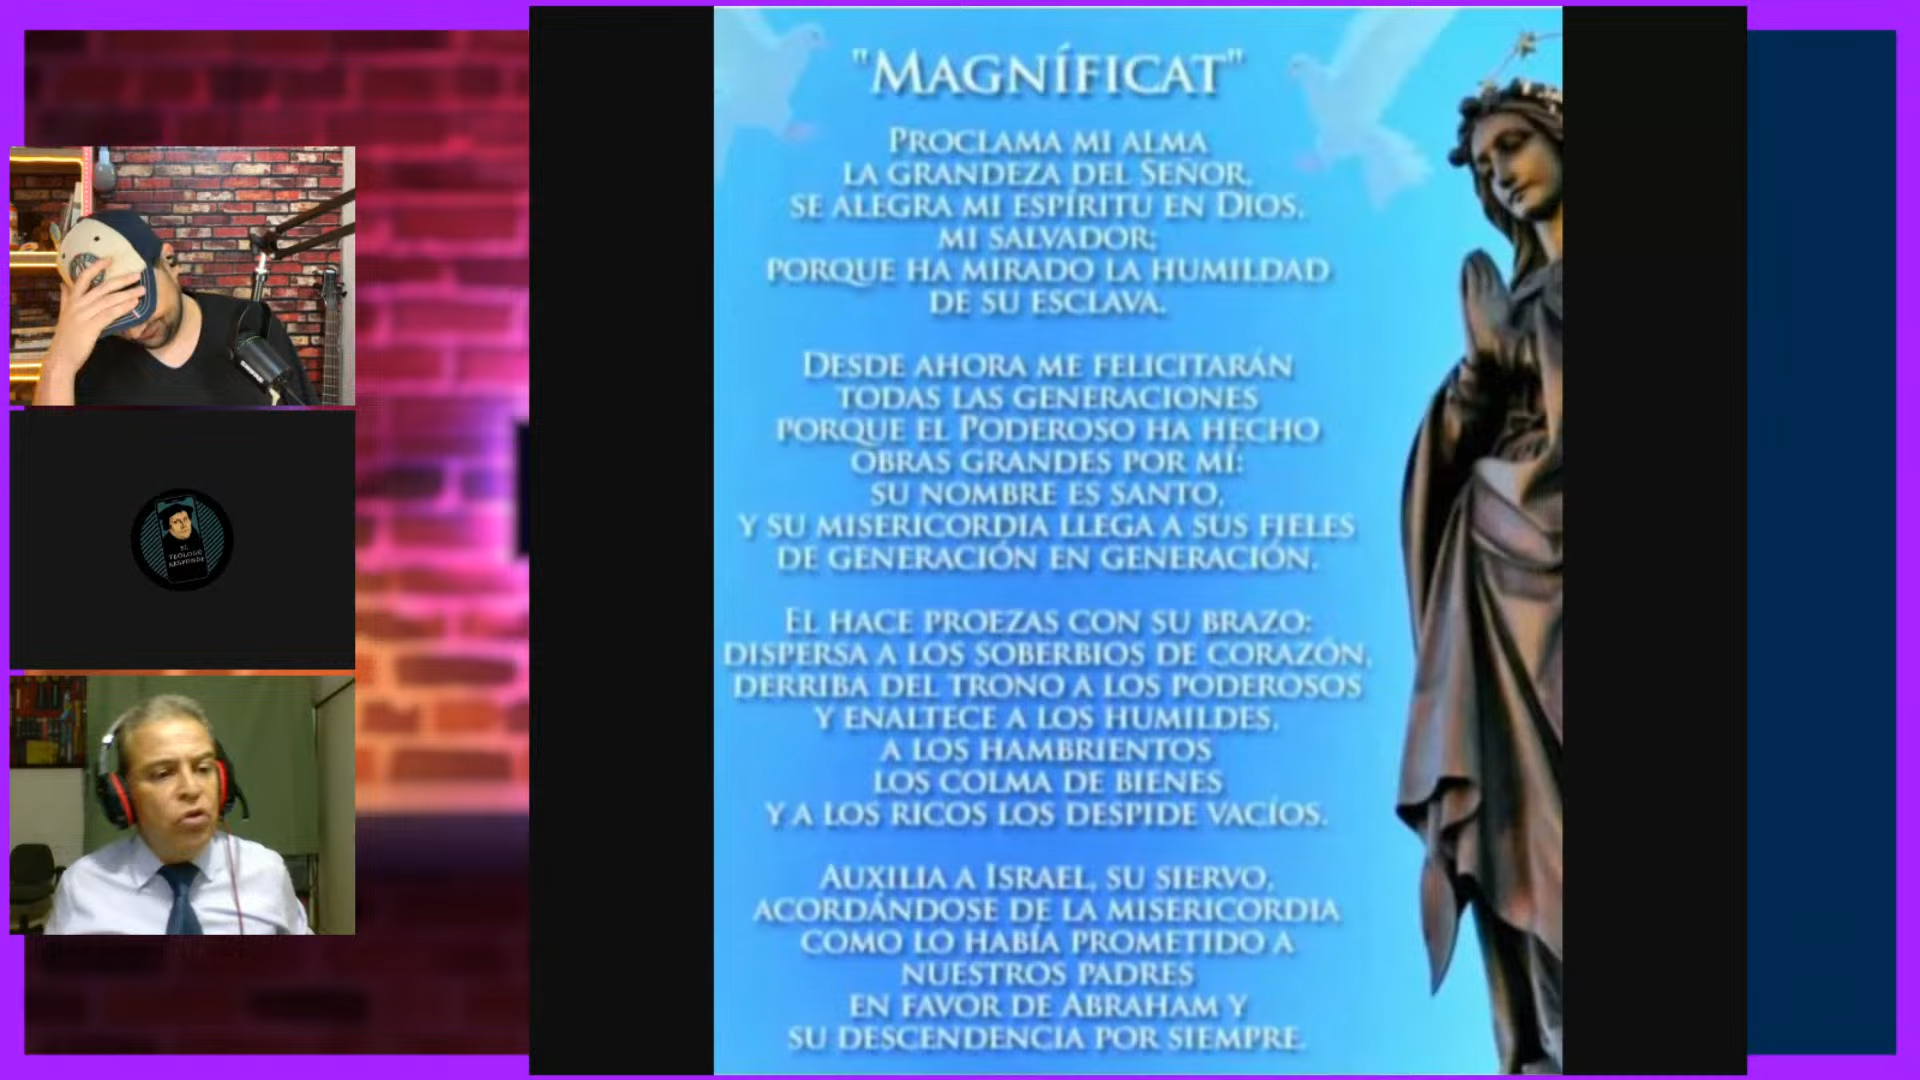 "MAGNÍFICAT"
PROCLAMA MI ALMA
LA GRANDEZA DEL SEÑOR,
SE ALEGRA MI ESPÍRITU EN DIOS,
MI SALVADOR;
PORQUE HA MIRADO LA HUMILDAD
DE SU ESCLAVA.
DESDE AHORA ME FELICITARÁN
TODAS LAS GENERACIONES
PORQUE EL PODEROSO HA HECHO
OBRAS GRANDES POR MÍ:
SU NOMBRE ES SANTO,
Y SU MISERICORDIA LLEGA A SUS FIELES
DE GENERACIÓN EN GENERACIÓN.
EL HACE PROEZAS CON SU BRAZO:
DISPERSA A LOS SOBERBIOS DE CORAZÓN,
DERRIBA DEL TRONO A LOS PODEROSOS
Y ENALTECE A LOS HUMILDES,
A LOS HAMBRIENTOS
LOS COLMA DE BIENES
Y A LOS RICOS LOS DESPIDE VACÍOS.
AUXILIA A ISRAEL, SU SIERVO,
ACORDÁNDOSE DE LA MISERICORDIA
COMO LO HABÍA PROMETIDO A
NUESTROS PADRES
EN FAVOR DE ABRAHAM Y
SU DESCENDENCIA POR SIEMPRE.
EL
TEÓLOGO
RESPONDE